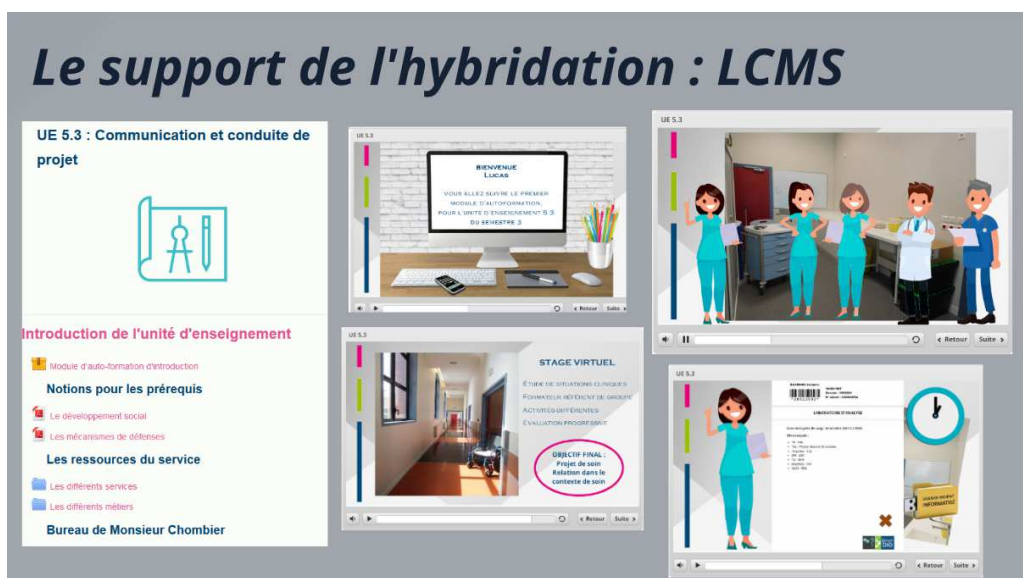 Le support de l'hybridation : LCMS
UE 5.3 : Communication et conduite de
projet
Introduction de l'unité d'enseignement
Module d'auto-formation d'introduction
Notions pour les prérequis
Le développement social
Les mécanismes de défenses
Les ressources du service
Les différents services
Les différents métiers
Bureau de Monsieur Chombier
UE 5.3
BIENVENUE
LUCAS
VOUS ALLEZ SUIVRE LE PREMIER
MODULE D'AUTOFORMATION,
POUR L'UNITÉ D'ENSEIGNEMENT 5.3
DU SEMESTRE 3
< Retour Suite >
UE 5.3
STAGE VIRTUEL
ÉTUDE DE SITUATIONS CLINIQUES
FORMATEUR RÉFÉRENT DE GROUPE
ACTIVITÉS DIFFÉRENTES
ÉVALUATION PROGRESSIVE
OBJECTIF FINAL :
Projet de soin
Relation dans le
contexte de soin
< Retour Suite >
UE 5.3
< Retour Suite >
UE 5.3
LABORATOIRE D'ANALYSE
DOSSIER PATIENT
INFORMATISÉ
< Retour Suite >